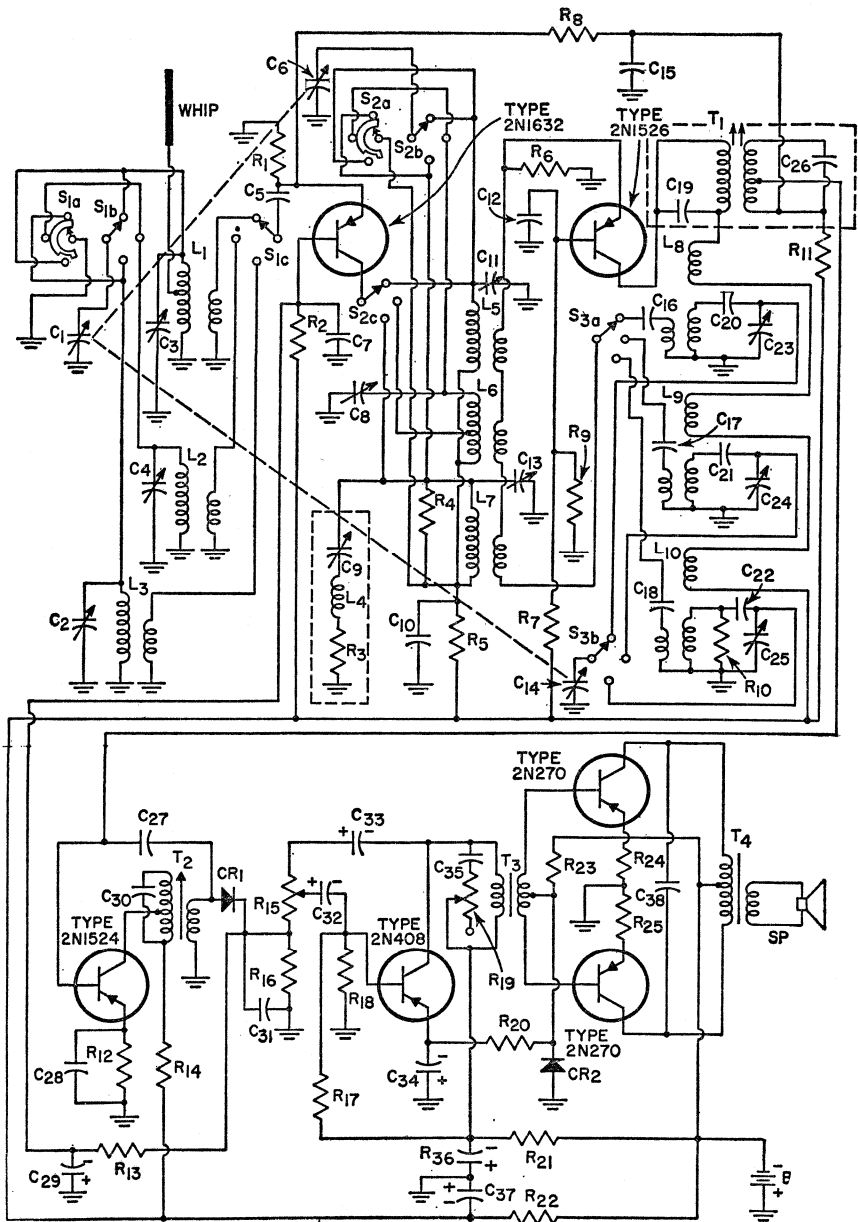 R8
C6
C15
WHIP
S2a
TYPE
2N1632
TYPE
2N1526
T1
S2b
R1
R6
C26
C5
C12
C19
S1a
S1b
L1
S1c
L8
R11
C11
L5
C16
S2c
S3a
C1
C3
R2
C7
C20
C23
L6
C8
L9
C17
R9
C4
L2
C13
C21
R4
L7
C24
C9
L10
C22
L3
L4
C18
C2
C10
R5
R7
S3b
R3
C25
C14
R10
TYPE
2N270
C27
C33
T2
T3
T4
CR1
C35
R23
R24
C30
R15
C32
C38
TYPE
2N1524
TYPE
2N408
R25
SP
R16
R18
R19
C31
R20
TYPE
2N270
R12
C28
R14
C34
CR2
R17
R13
R36
R21
C29
B
C37
R22